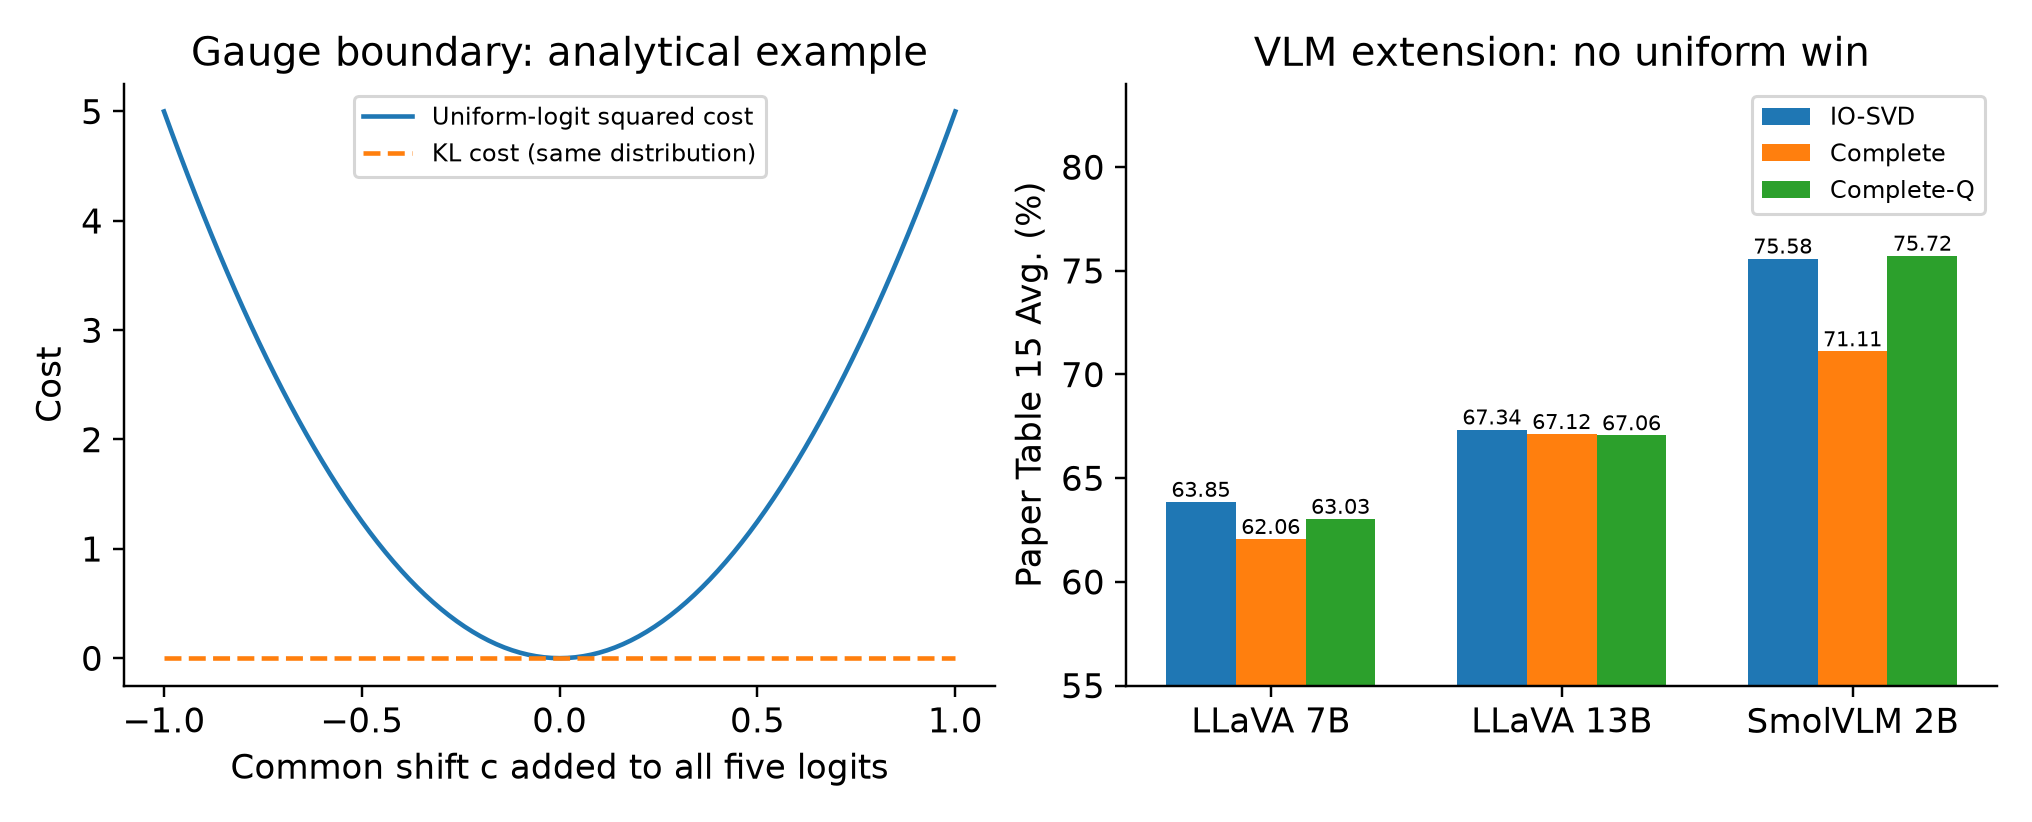 Gauge boundary: analytical example
Uniform-logit squared cost
KL cost (same distribution)
Cost
5
4
3
2
1
0
−1.0
−0.5
0.0
0.5
1.0
Common shift c added to all five logits
VLM extension: no uniform win
IO-SVD
Complete
Complete-Q
Paper Table 15 Avg. (%)
80
75
70
65
60
55
63.85
62.06
63.03
67.34
67.12
67.06
75.58
71.11
75.72
LLaVA 7B
LLaVA 13B
SmolVLM 2B